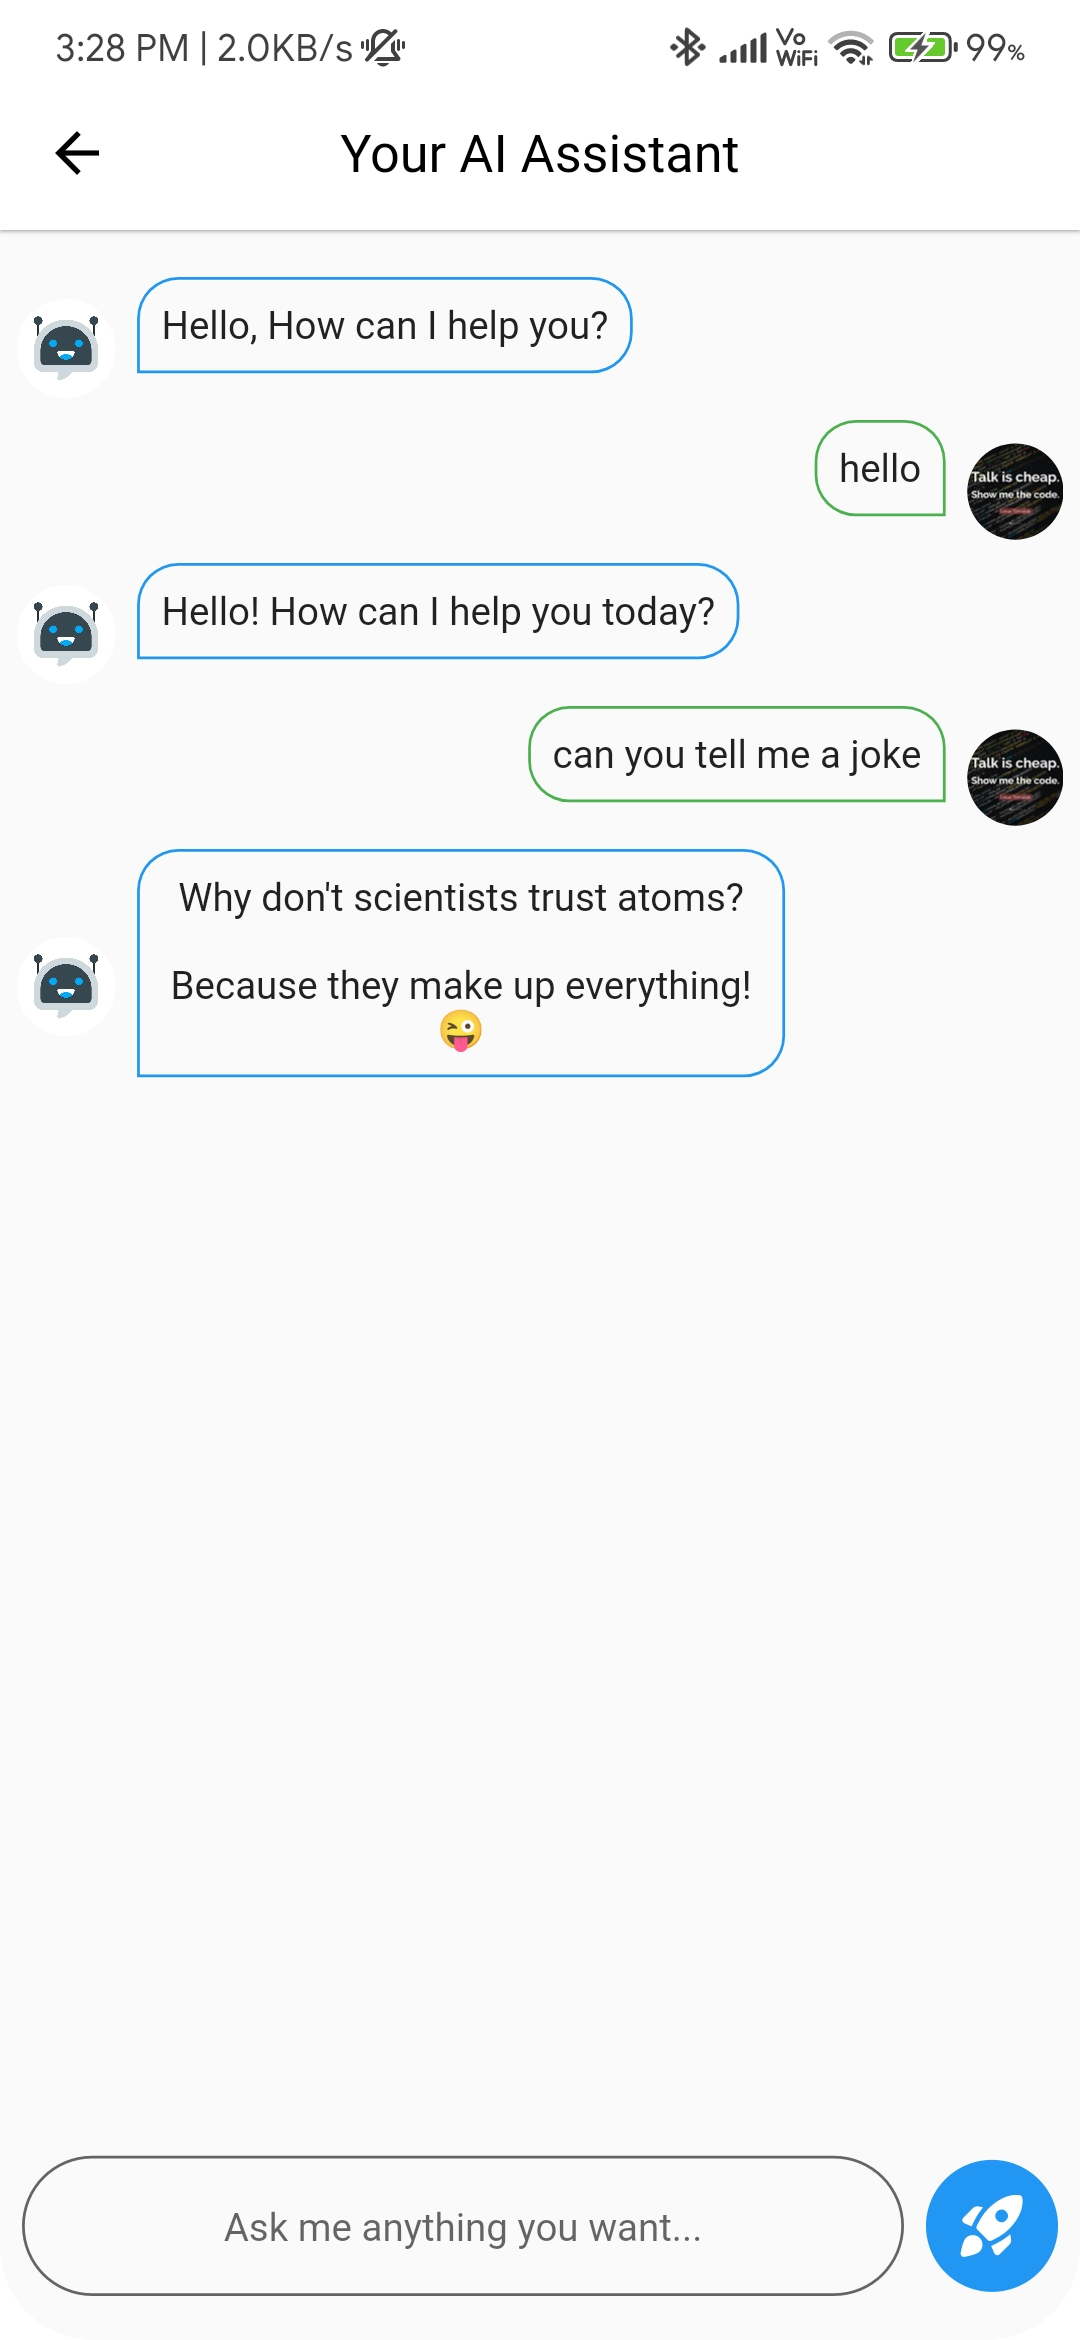 3:28 PM | 2.0KB/s
Vo
WiFi
99%
Your AI Assistant
Hello, How can I help you?
hello
Talk is cheap.
Show me the code.
Hello! How can I help you today?
can you tell me a joke
Talk is cheap.
Show me the code.
Why don't scientists trust atoms?
Because they make up everything!
😜
Ask me anything you want...